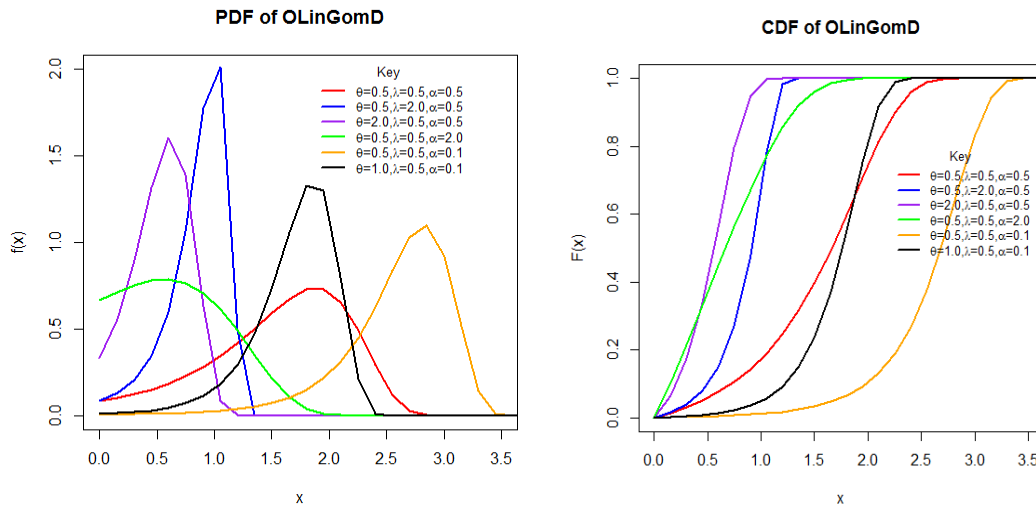 PDF of OLinGomD
f(x)
2.0
1.5
1.0
0.5
0.0
Key
θ=0.5,λ=0.5,α=0.5
θ=0.5,λ=2.0,α=0.5
θ=2.0,λ=0.5,α=0.5
θ=0.5,λ=0.5,α=2.0
θ=0.5,λ=0.5,α=0.1
θ=1.0,λ=0.5,α=0.1
0.0 0.5 1.0 1.5 2.0 2.5 3.0 3.5
x
CDF of OLinGomD
F(x)
1.0
0.8
0.6
0.4
0.2
0.0
Key
θ=0.5,λ=0.5,α=0.5
θ=0.5,λ=2.0,α=0.5
θ=2.0,λ=0.5,α=0.5
θ=0.5,λ=0.5,α=2.0
θ=0.5,λ=0.5,α=0.1
θ=1.0,λ=0.5,α=0.1
0.0 0.5 1.0 1.5 2.0 2.5 3.0 3.5
x